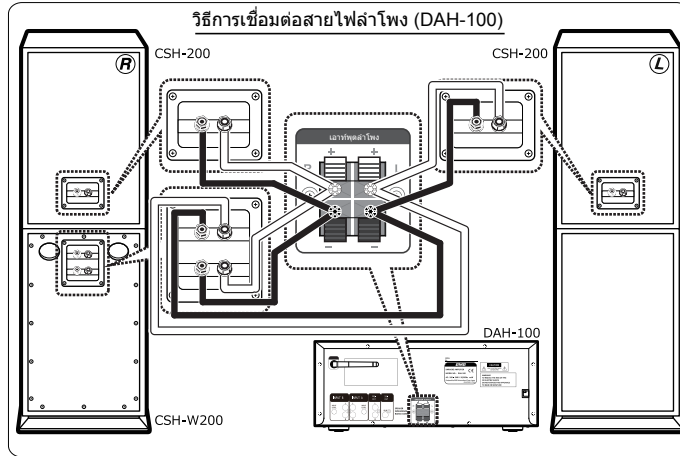 วิธีการเชื่อมต่อสายไฟลำโพง (DAH-100)
CSH-200
CSH-200
R
L
เอาท์พุตลำโพง
+ +
R L
- -
DAH-100
CSH-W200